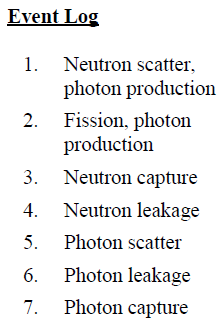 Event Log
1. Neutron scatter,
photon production
2. Fission, photon
production
3. Neutron capture
4. Neutron leakage
5. Photon scatter
6. Photon leakage
7. Photon capture